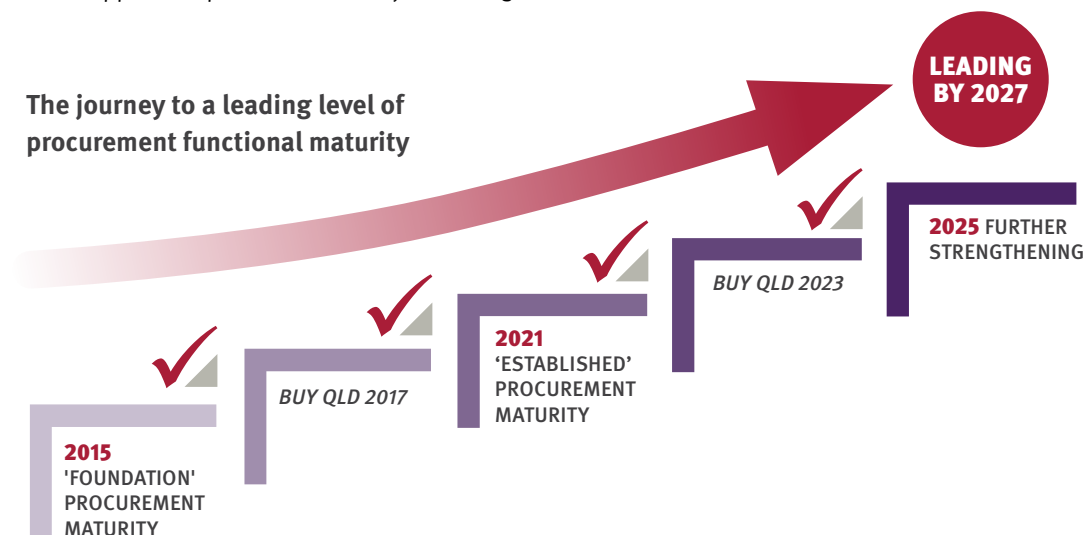 The journey to a leading level of
procurement functional maturity
LEADING
BY 2027
2025 FURTHER
STRENGTHENING
BUY QLD 2023
2021
‘ESTABLISHED’
PROCUREMENT
MATURITY
BUY QLD 2017
2015
'FOUNDATION'
PROCUREMENT
MATURITY